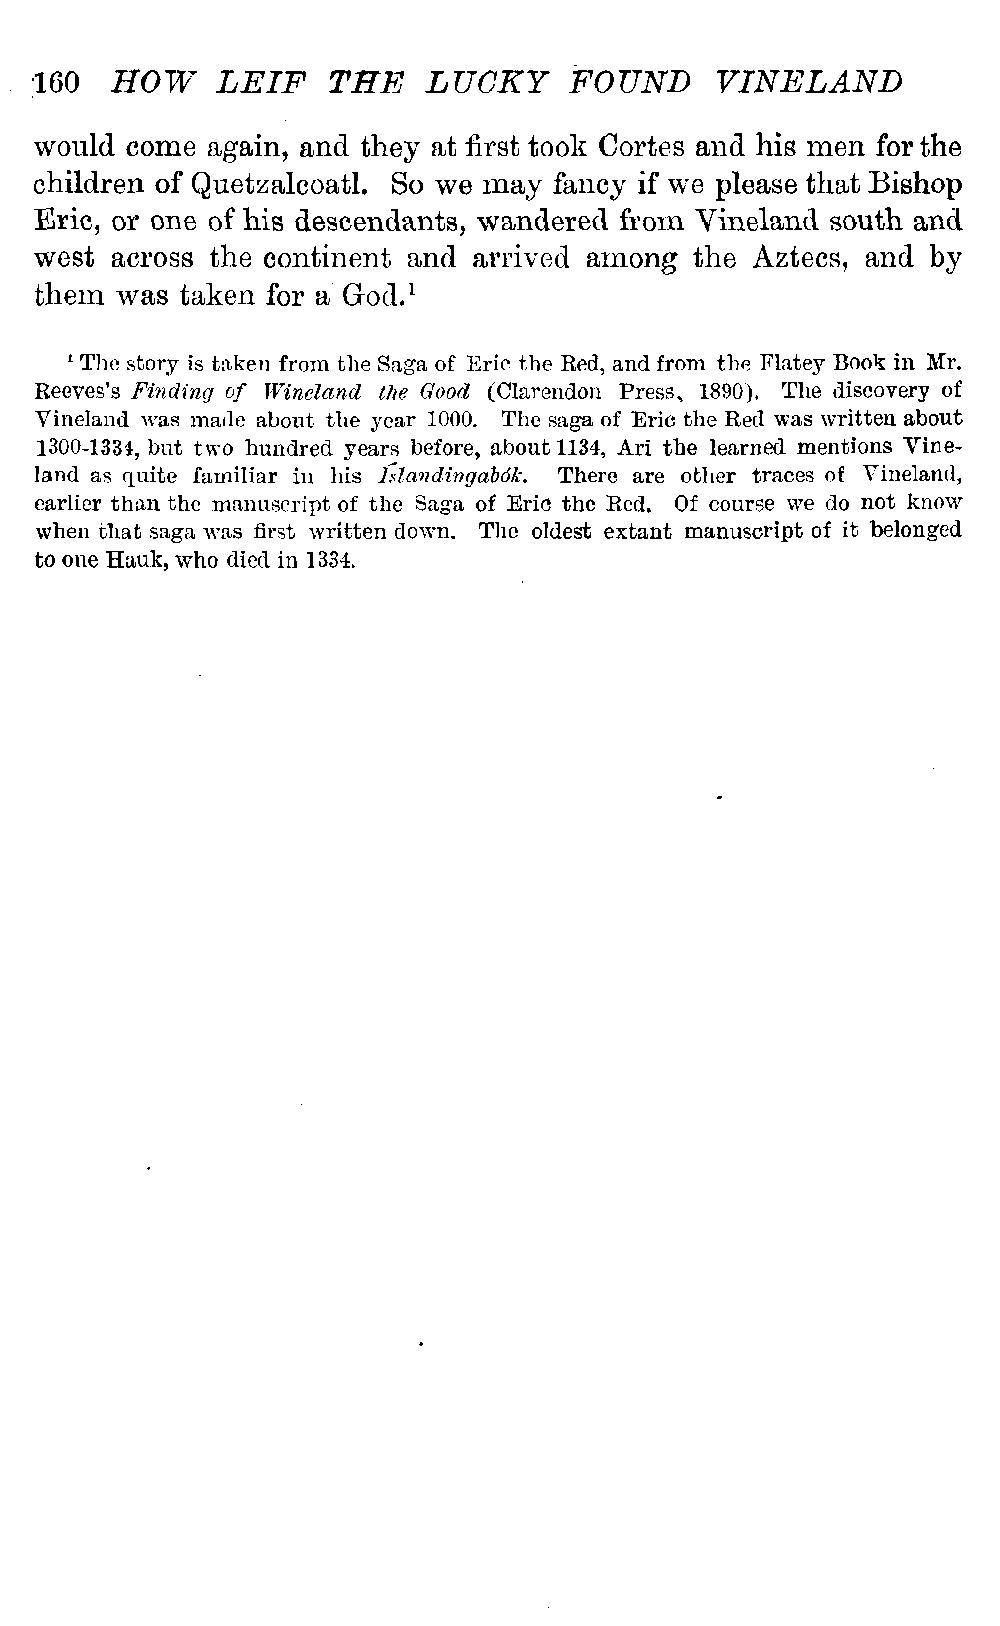 160 HOW LEIF THE LUCKY FOUND VINELAND
would come again, and they at first took Cortes and his men for the
children of Quetzalcoatl. So we may fancy if we please that Bishop
Eric, or one of his descendants, wandered from Vineland south and
west across the continent and arrived among the Aztecs, and by
them was taken for a God.¹
¹ The story is taken from the Saga of Eric the Red, and from the Flatey Book in Mr.
Reeves's Finding of Wineland the Good (Clarendon Press, 1890). The discovery of
Vineland was made about the year 1000. The saga of Eric the Red was written about
1300-1334, but two hundred years before, about 1134, Ari the learned mentions Vine-
land as quite familiar in his Íslandingabók. There are other traces of Vineland,
earlier than the manuscript of the Saga of Eric the Red. Of course we do not know
when that saga was first written down. The oldest extant manuscript of it belonged
to one Hauk, who died in 1334.